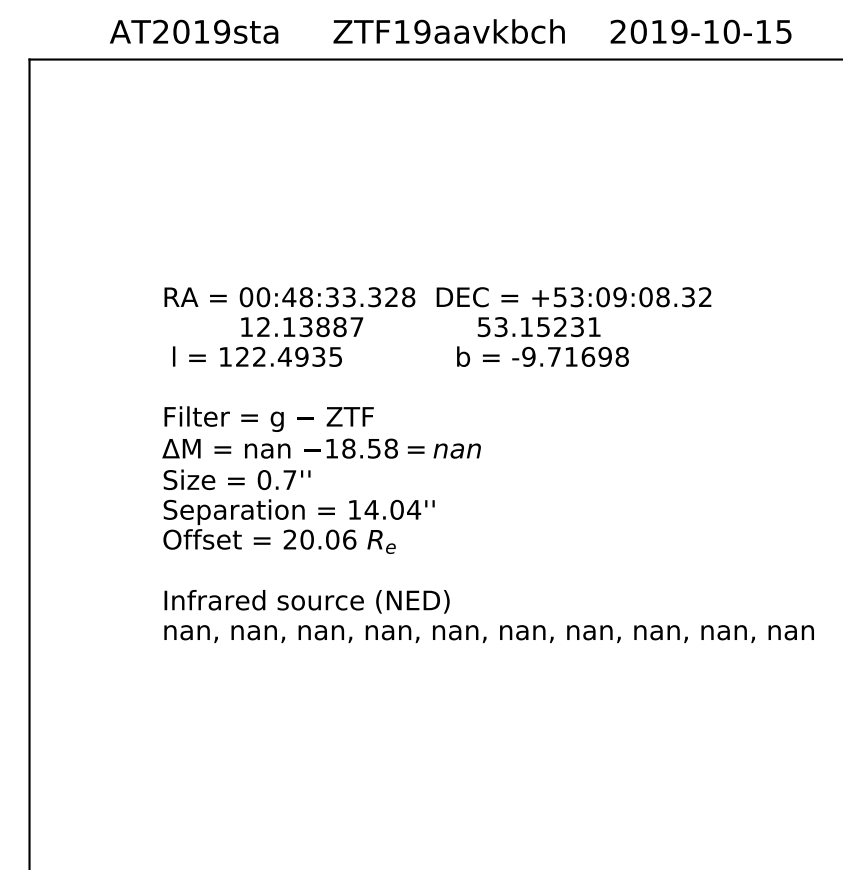 AT2019sta ZTF19aavkbch 2019-10-15
RA = 00:48:33.328 DEC = +53:09:08.32
12.13887 53.15231
l = 122.4935 b = -9.71698
Filter = g − ZTF
ΔM = nan −18.58 = nan
Size = 0.7''
Separation = 14.04''
Offset = 20.06 Re
Infrared source (NED)
nan, nan, nan, nan, nan, nan, nan, nan, nan, nan